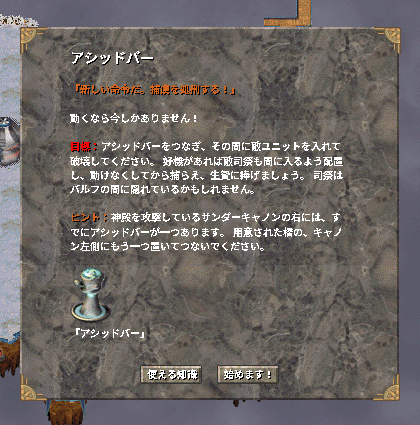 アシッドバー
「新しい命令だ、捕虜を処刑する！」
動くなら今しかありません！
目標：アシッドバーをつなぎ、その間に敵ユニットを入れて
破壊してください。 好機があれば敵司祭も間に入るよう配置
し、動けなくしてから捕らえ、生贄に捧げましょう。 司祭は
バルフの間に隠れているかもしれません。
ヒント：神殿を攻撃しているサンダーキャノンの右には、す
でにアシッドバーが一つあります。 用意された橋の、キャノ
ン左側にもう一つ置いてつないでください。
「アシッドバー」
使える知識
始めます！